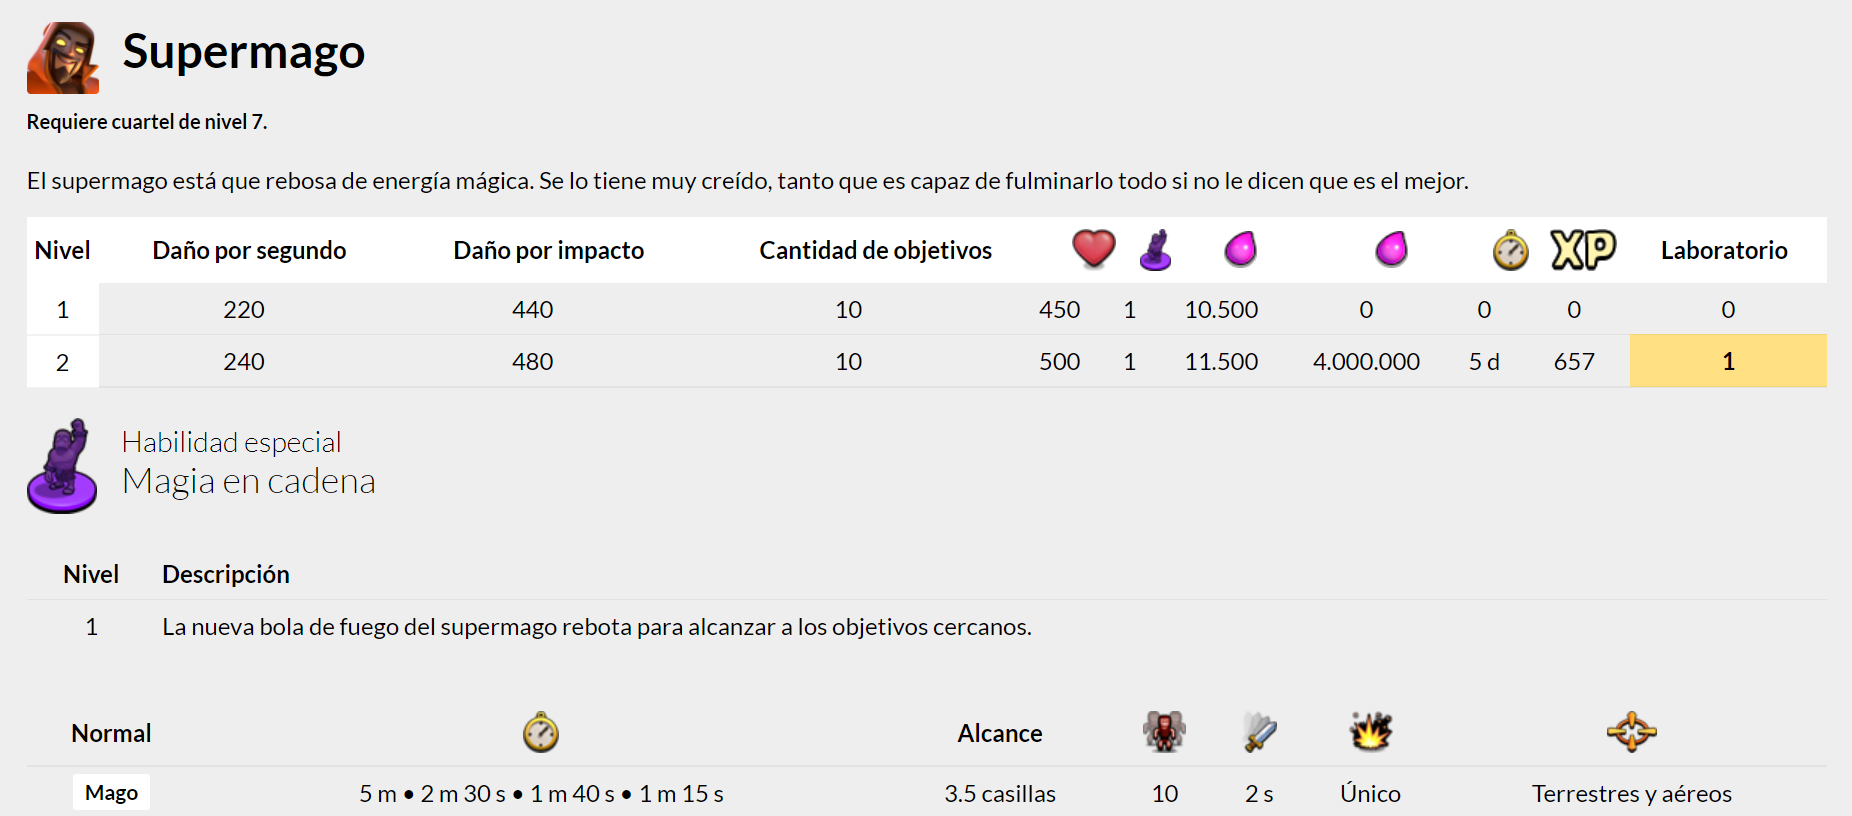 Supermago
Requiere cuartel de nivel 7.
El supermago está que rebosa de energía mágica. Se lo tiene muy creído, tanto que es capaz de fulminarlo todo si no le dicen que es el mejor.
Nivel Daño por segundo Daño por impacto Cantidad de objetivos XP Laboratorio
1 220 440 10 450 1 10.500 0 0 0 0
2 240 480 10 500 1 11.500 4.000.000 5 d 657 1
Habilidad especial
Magia en cadena
Nivel Descripción
1 La nueva bola de fuego del supermago rebota para alcanzar a los objetivos cercanos.
Normal Alcance
Mago 5 m • 2 m 30 s • 1 m 40 s • 1 m 15 s 3.5 casillas 10 2 s Único Terrestres y aéreos